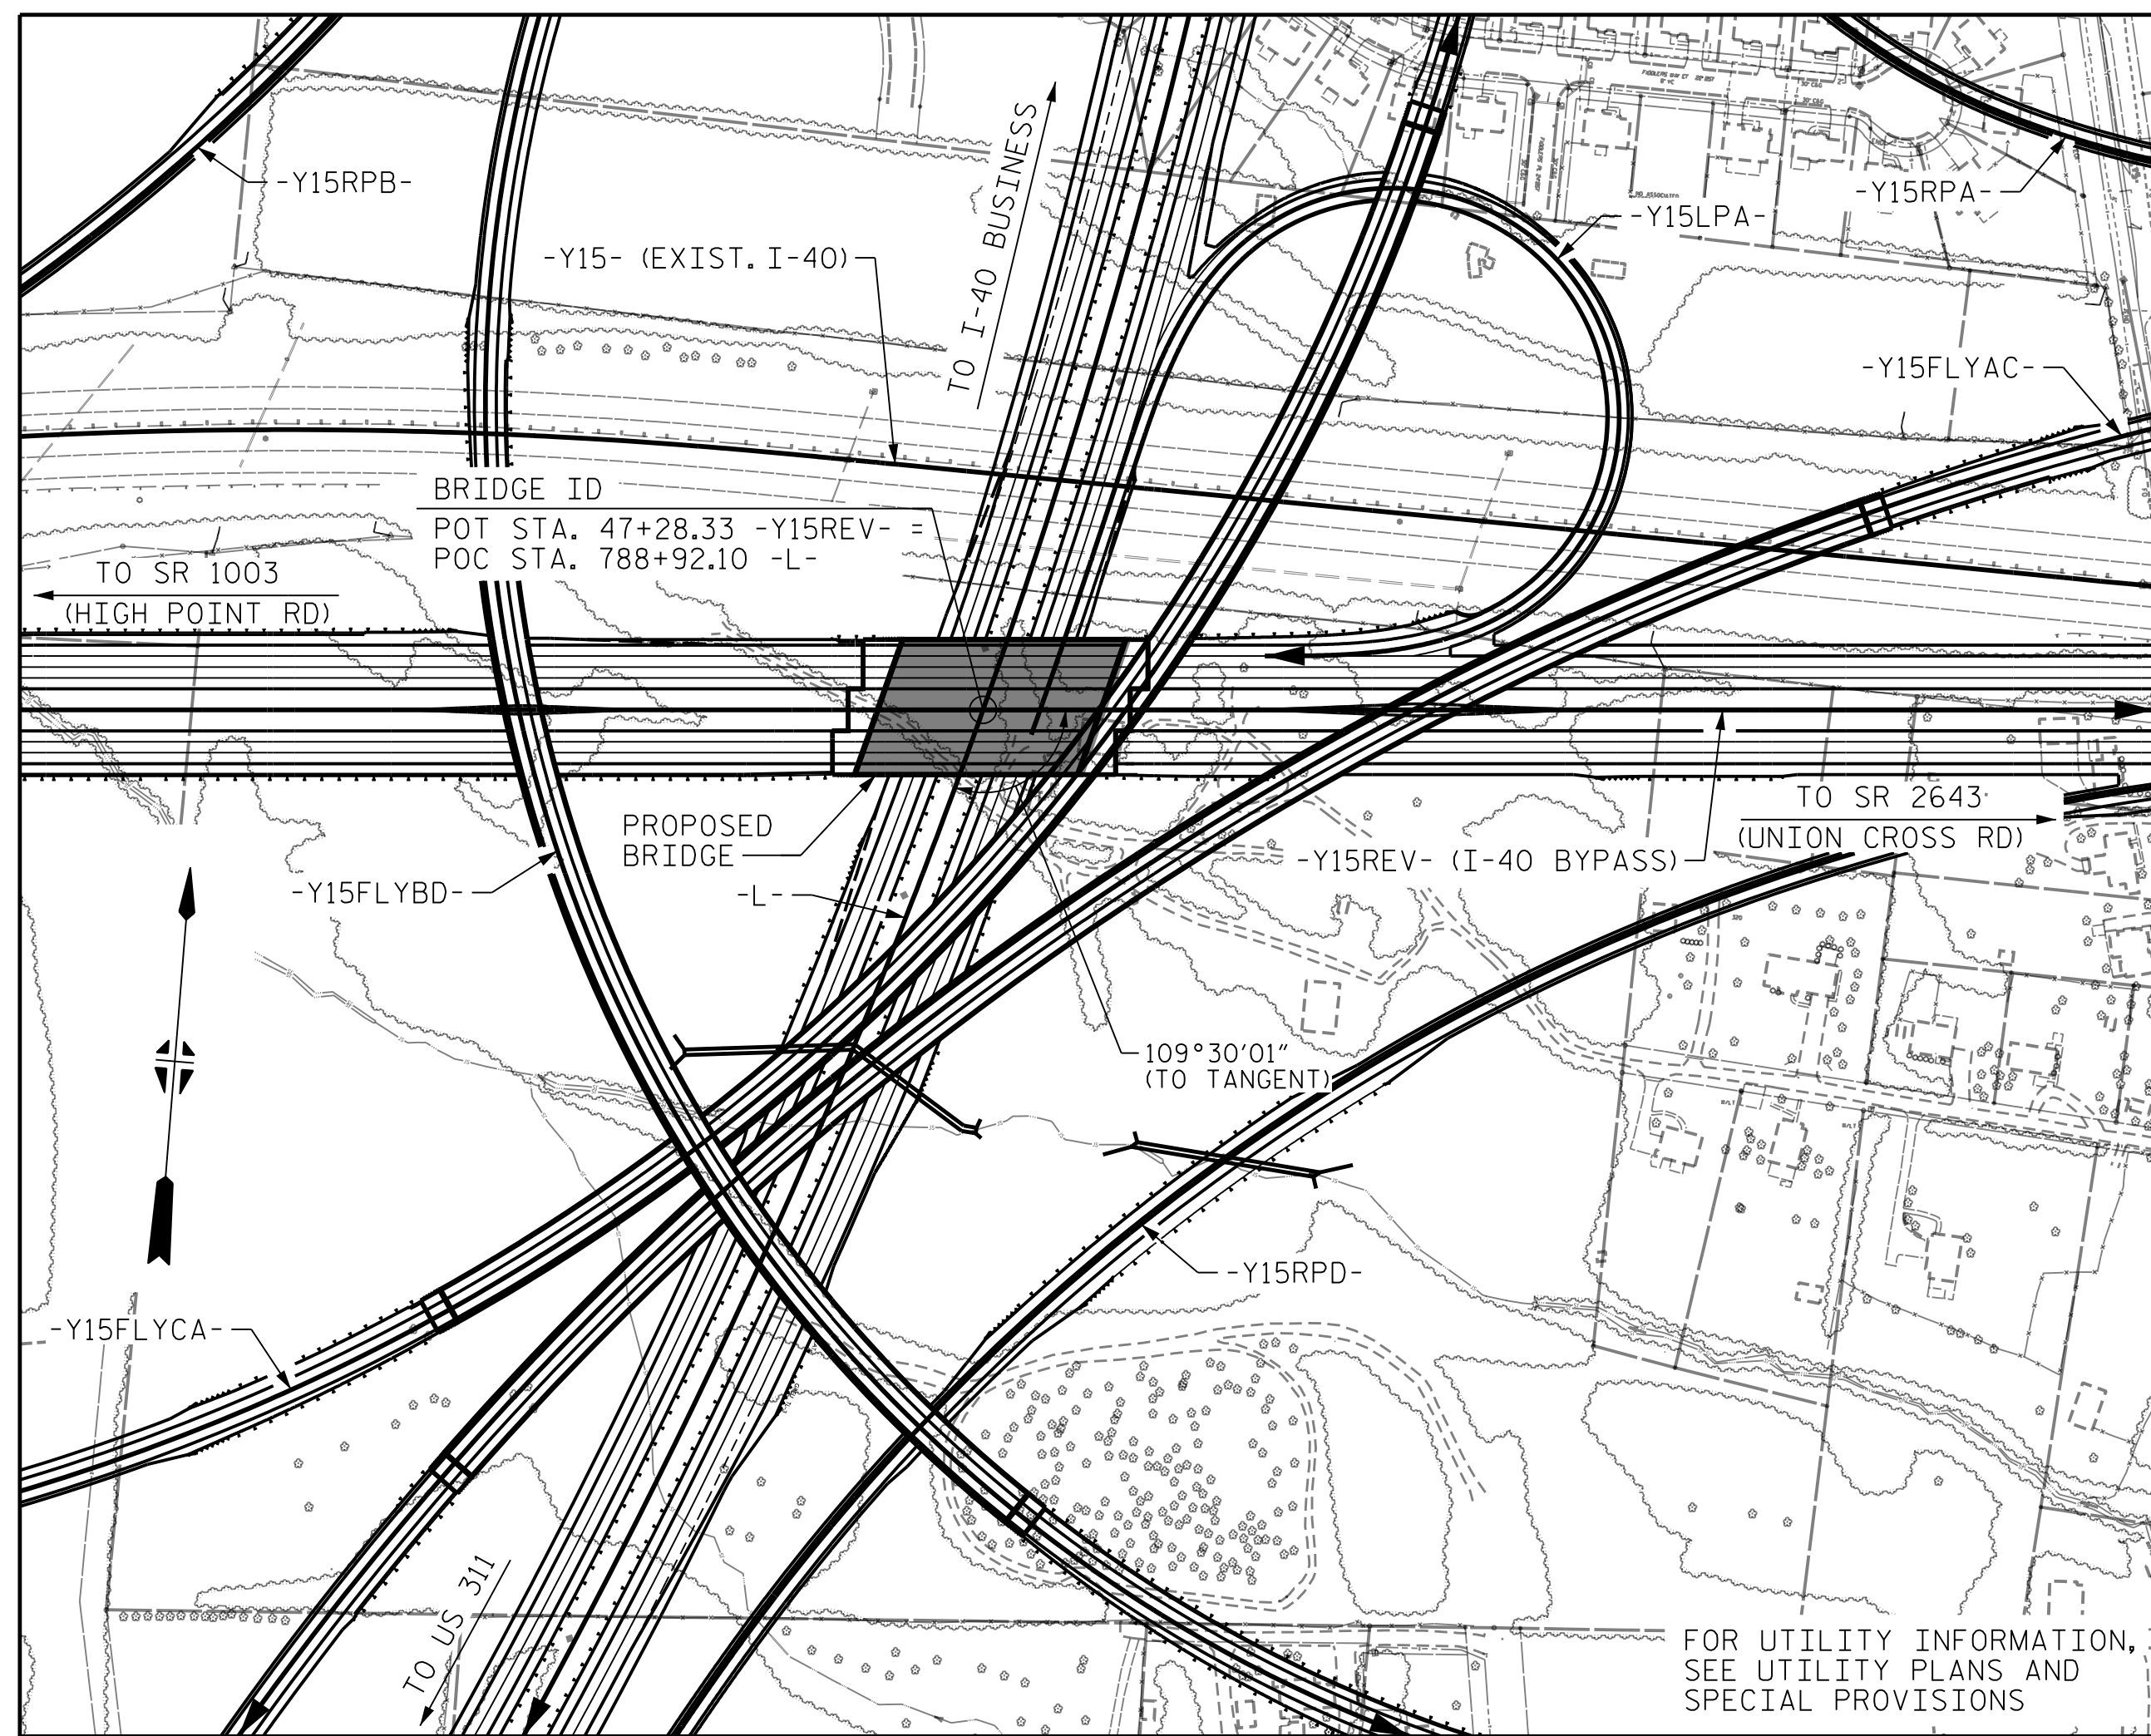 -Y15RPB-
-Y15- (EXIST. I-40)
TO I-40 BUSINESS
-Y15LPA-
-Y15RPA-
-Y15FLYAC-
BRIDGE ID
POT STA. 47+28.33 -Y15REV- =
POC STA. 788+92.10 -L-
TO SR 1003
(HIGH POINT RD)
PROPOSED
BRIDGE
-L-
-Y15FLYBD-
-Y15REV- (I-40 BYPASS)
TO SR 2643
(UNION CROSS RD)
109°30'01"
(TO TANGENT)
-Y15RPD-
-Y15FLYCA-
TO US 311
FOR UTILITY INFORMATION,
SEE UTILITY PLANS AND
SPECIAL PROVISIONS